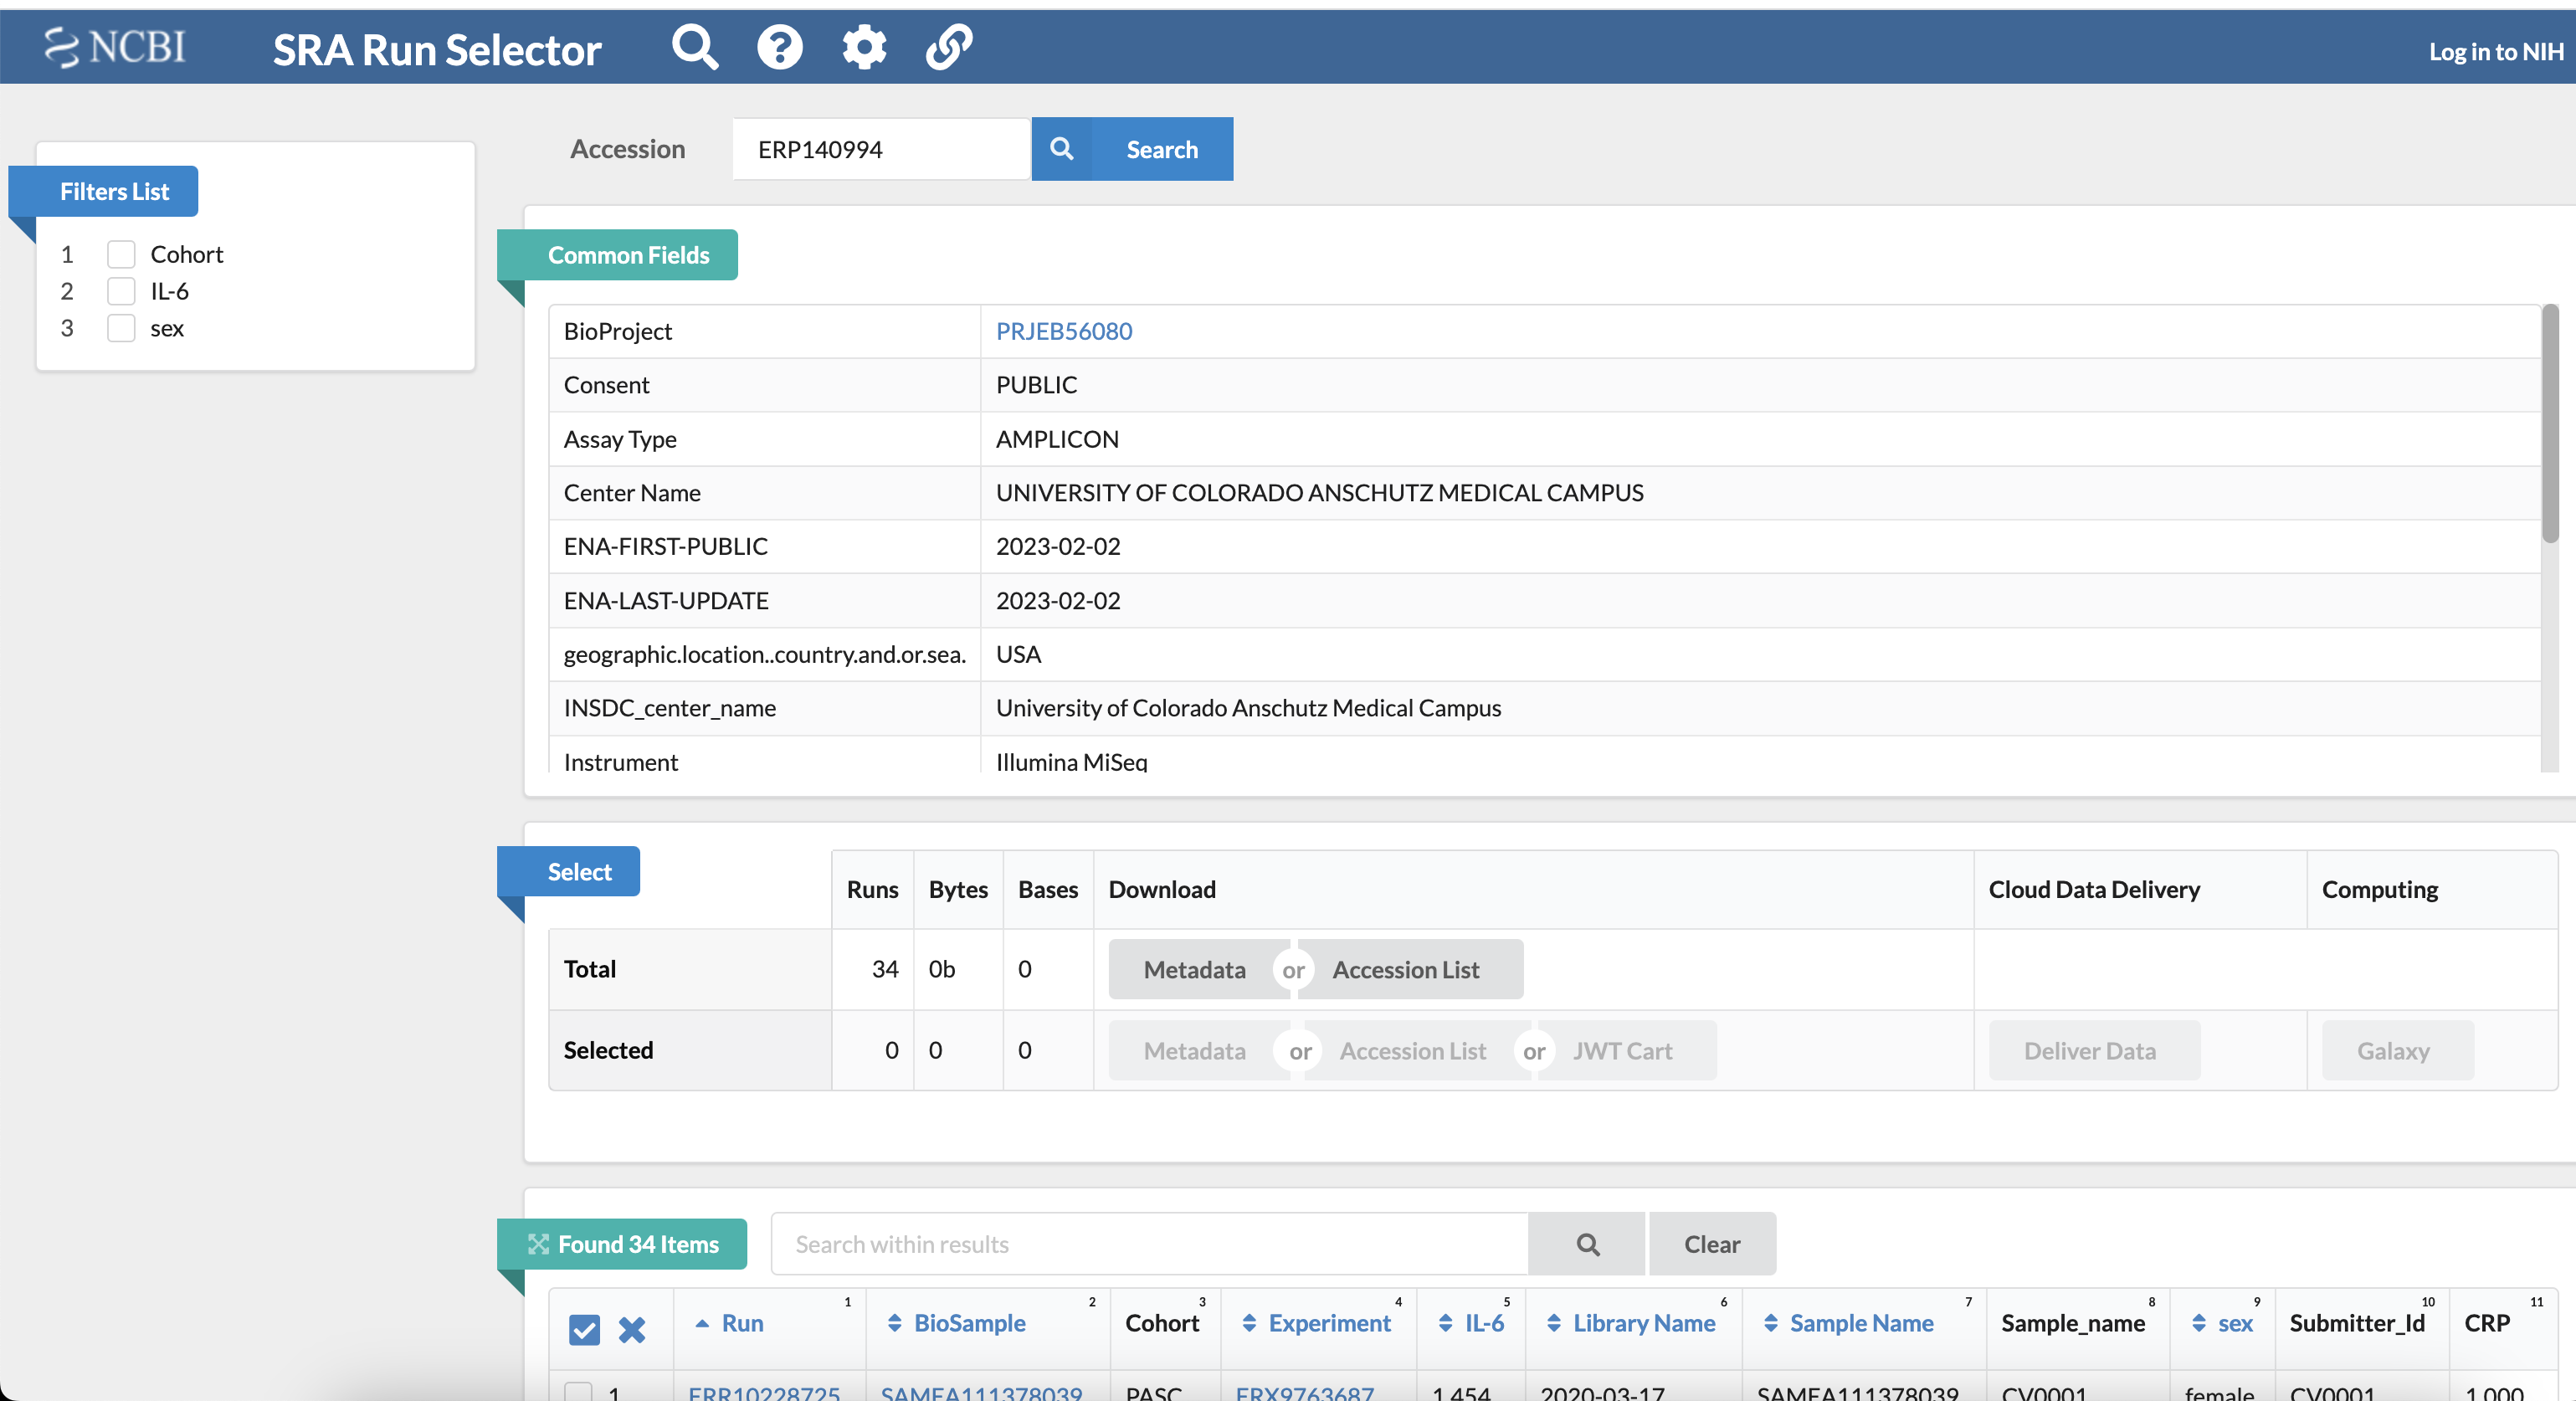 NCBI SRA Run Selector Log in to NIH
Accession ERP140994 Search
Filters List
1 Cohort
2 IL-6
3 sex
Common Fields
BioProject PRJEB56080
Consent PUBLIC
Assay Type AMPLICON
Center Name UNIVERSITY OF COLORADO ANSCHUTZ MEDICAL CAMPUS
ENA-FIRST-PUBLIC 2023-02-02
ENA-LAST-UPDATE 2023-02-02
geographic.location..country.and.or.sea. USA
INSDC_center_name University of Colorado Anschutz Medical Campus
Instrument Illumina MiSeq
Select Runs Bytes Bases Download Cloud Data Delivery Computing
Total 34 0b 0 Metadata or Accession List
Selected 0 0 0 Metadata or Accession List or JWT Cart Deliver Data Galaxy
Found 34 Items Search within results Clear
1 2 3 4 5 6 7 8 9 10 11
Run BioSample Cohort Experiment IL-6 Library Name Sample Name Sample_name sex Submitter_Id CRP
1 ERR10228725 SAMEA111378039 PASC ERX9763687 1.454 2020-03-17 SAMEA111378039 CV0001 female CV0001 1.000